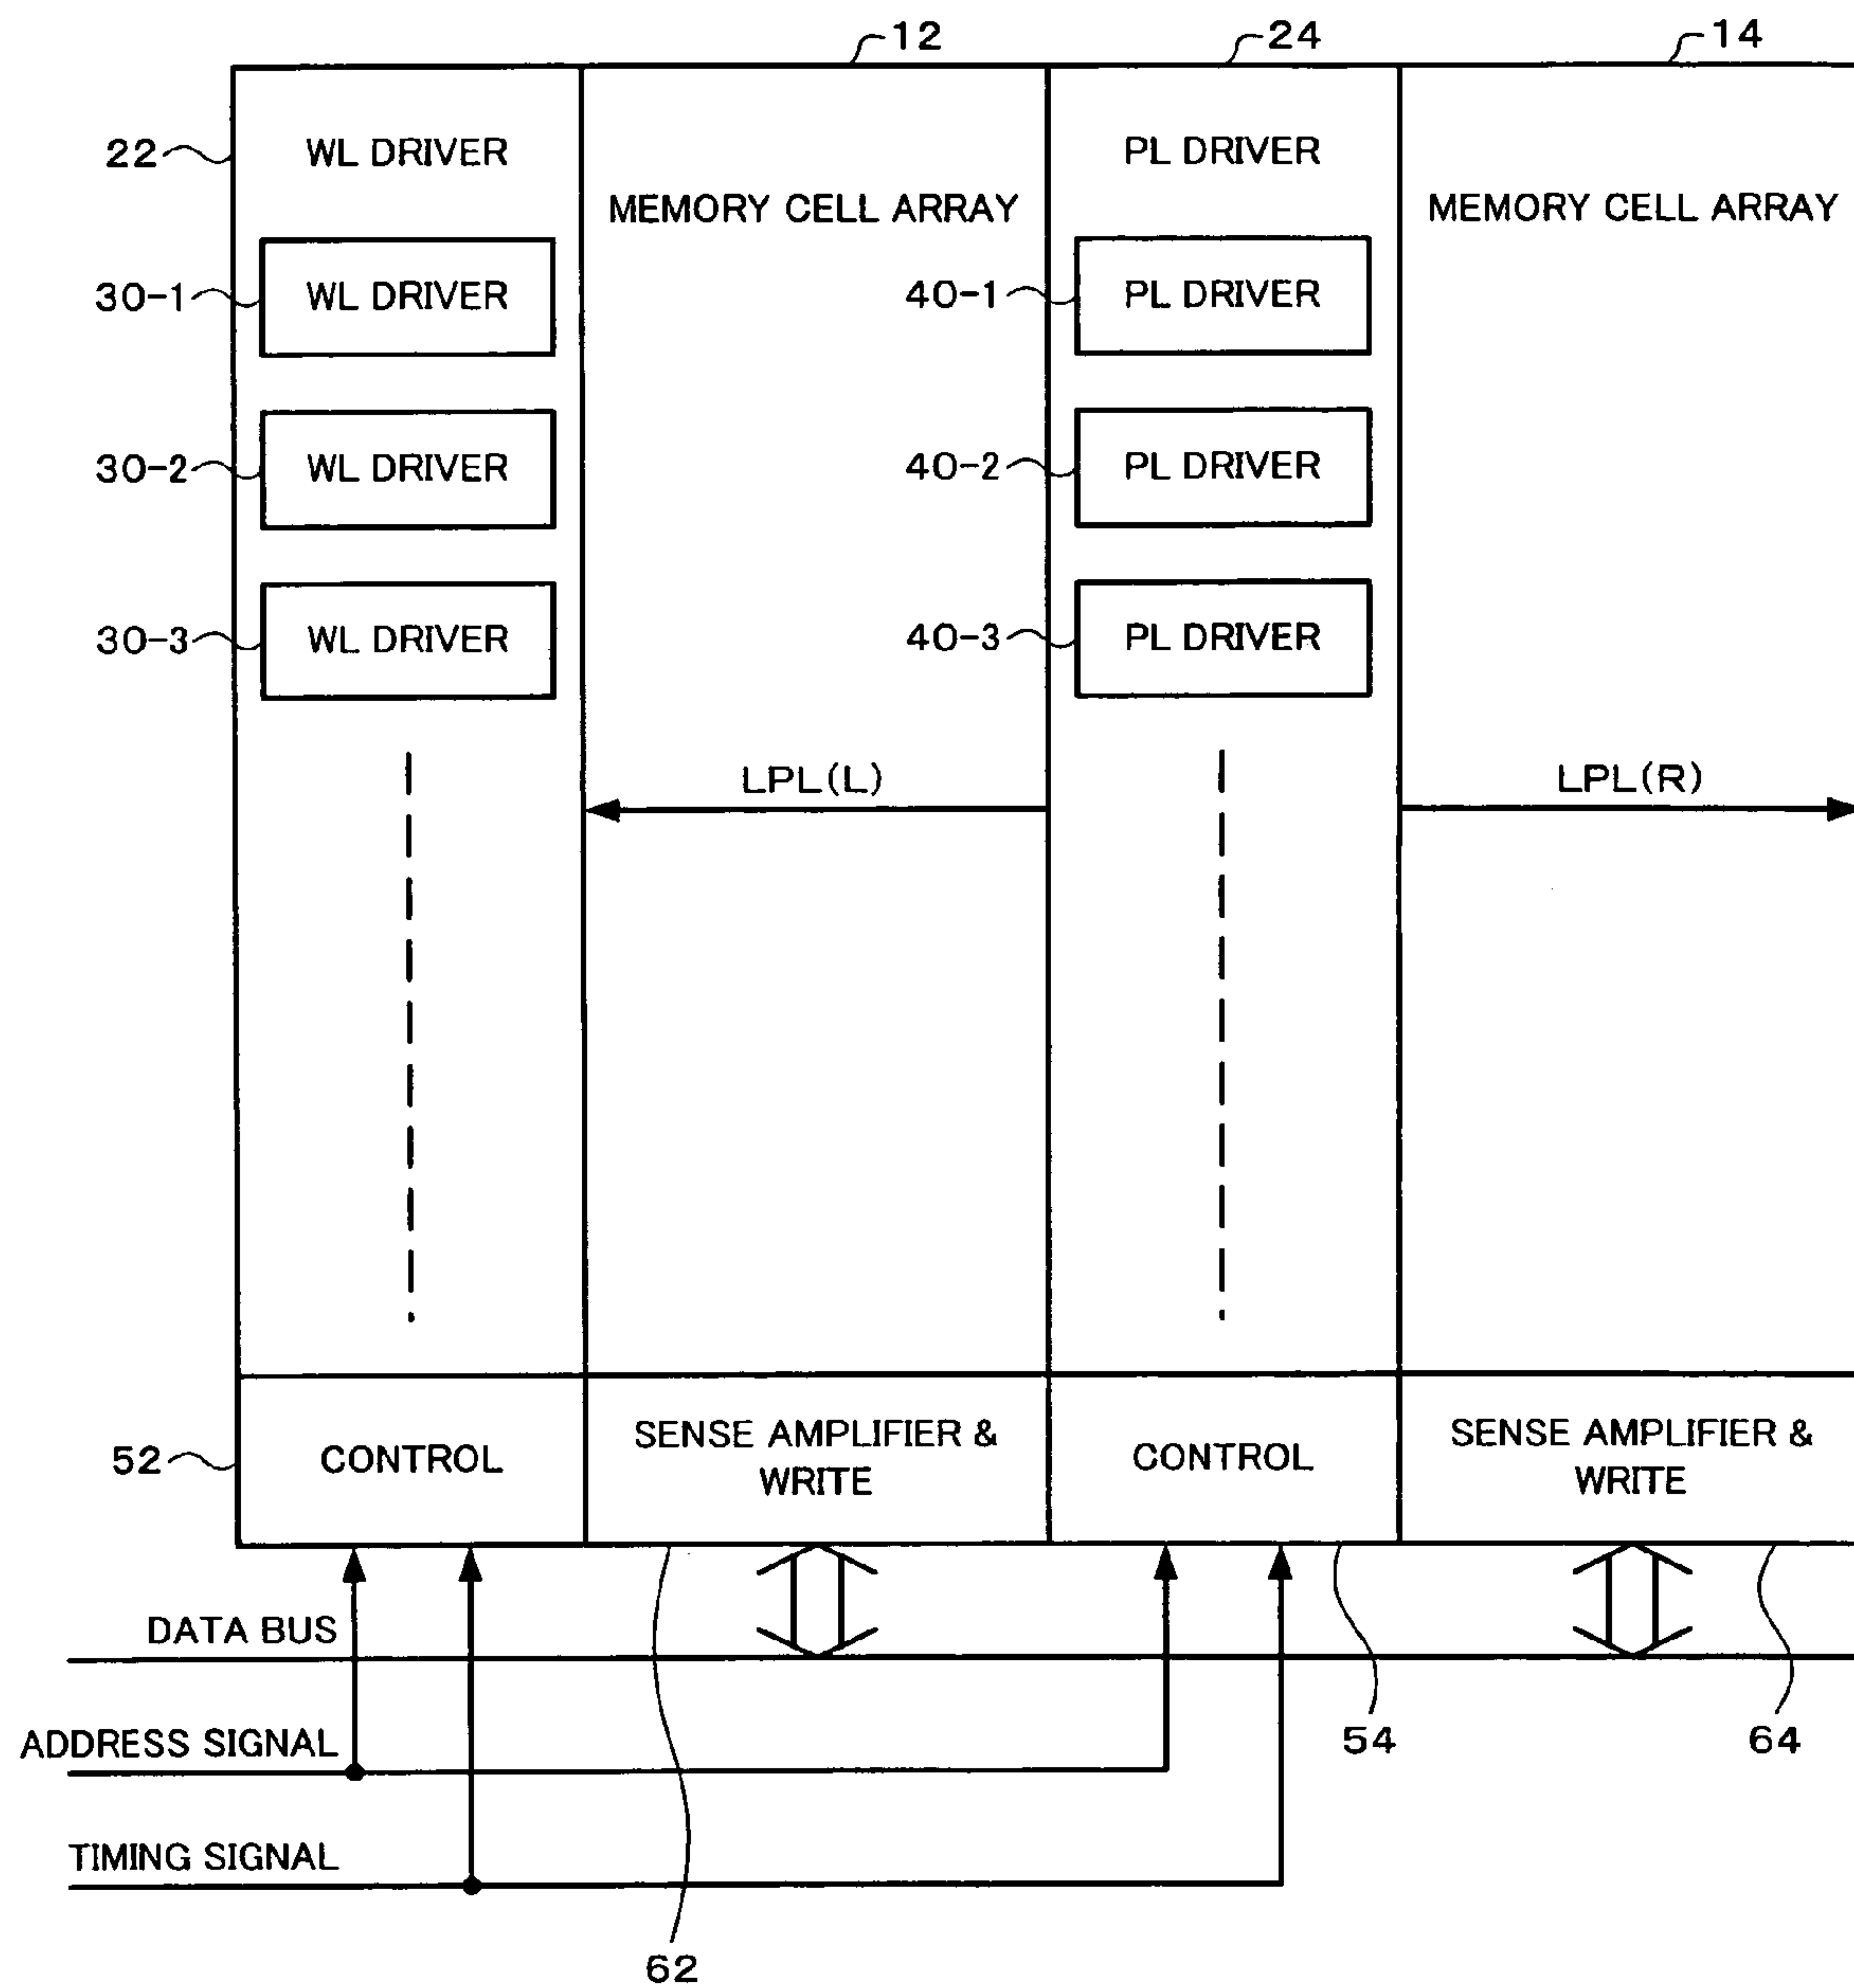 12
24
14
22
WL DRIVER
PL DRIVER
MEMORY CELL ARRAY
MEMORY CELL ARRAY
30-1
WL DRIVER
40-1
PL DRIVER
30-2
WL DRIVER
40-2
PL DRIVER
30-3
WL DRIVER
40-3
PL DRIVER
LPL(L)
LPL(R)
52
CONTROL
SENSE AMPLIFIER &
WRITE
CONTROL
SENSE AMPLIFIER &
WRITE
DATA BUS
ADDRESS SIGNAL
54
64
TIMING SIGNAL
62